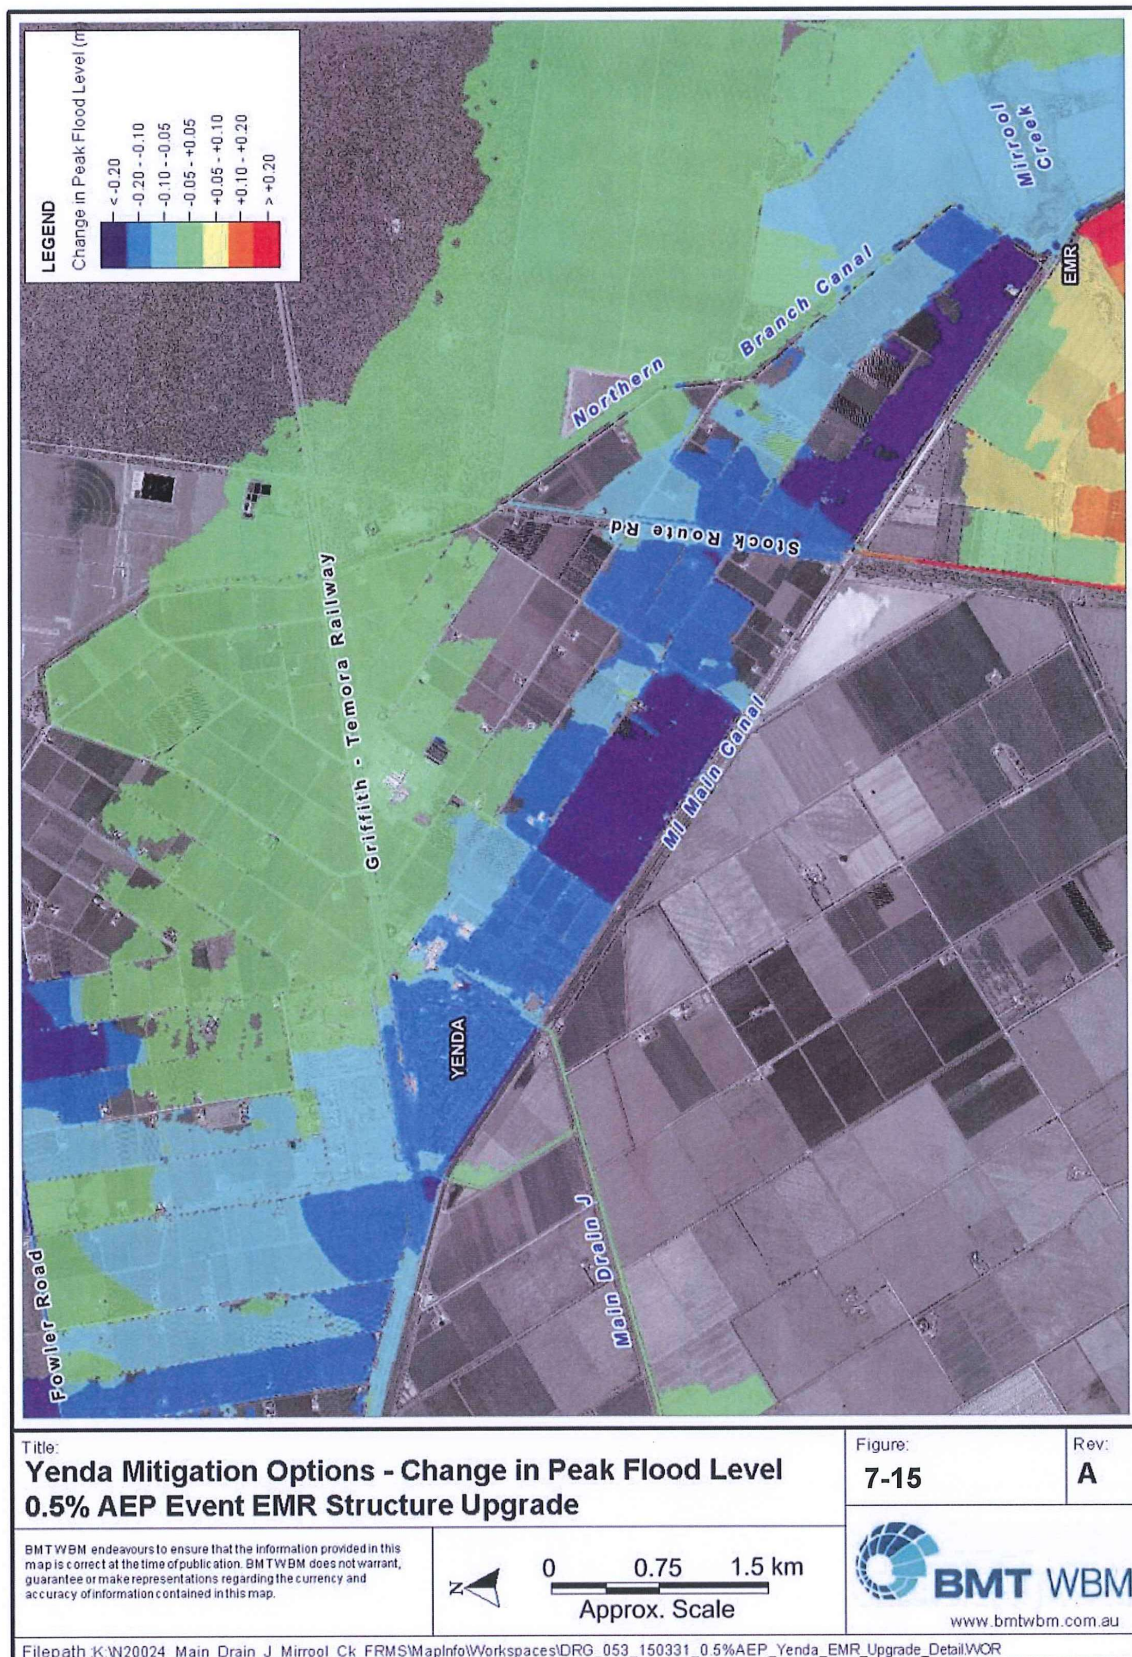 LEGEND
Change in Peak Flood Level (m
< -0.20
-0.20 - -0.10
-0.10 - -0.05
-0.05 - +0.05
+0.05 - +0.10
+0.10 - +0.20
> +0.20
Mirrool
Creek
EMR
Northern
Branch Canal
Stock Route Rd
Griffith - Temora Railway
MI Main Canal
YENDA
Main Drain J
Fowler Road
Title:
Yenda Mitigation Options - Change in Peak Flood Level
0.5% AEP Event EMR Structure Upgrade
Figure:
7-15
Rev:
A
BMT WBM endeavours to ensure that the information provided in this
map is correct at the time of publication. BMT WBM does not warrant,
guarantee or make representations regarding the currency and
accuracy of information contained in this map.
N
0 0.75 1.5 km
Approx. Scale
BMT WBM
www.bmtwbm.com.au
Filepath :K:\N20024_Main_Drain_J_Mirrool_Ck_FRMS\MapInfo\Workspaces\DRG_053_150331_0.5%AEP_Yenda_EMR_Upgrade_Detail.WOR